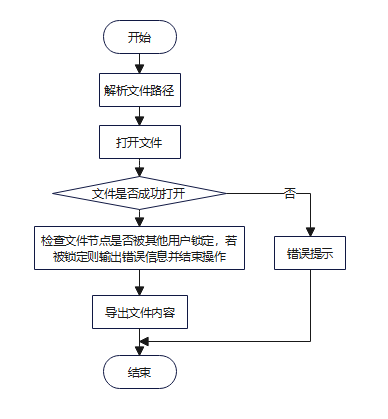 开始
解析文件路径
打开文件
文件是否成功打开
否
检查文件节点是否被其他用户锁定，若
被锁定则输出错误信息并结束操作
错误提示
导出文件内容
结束